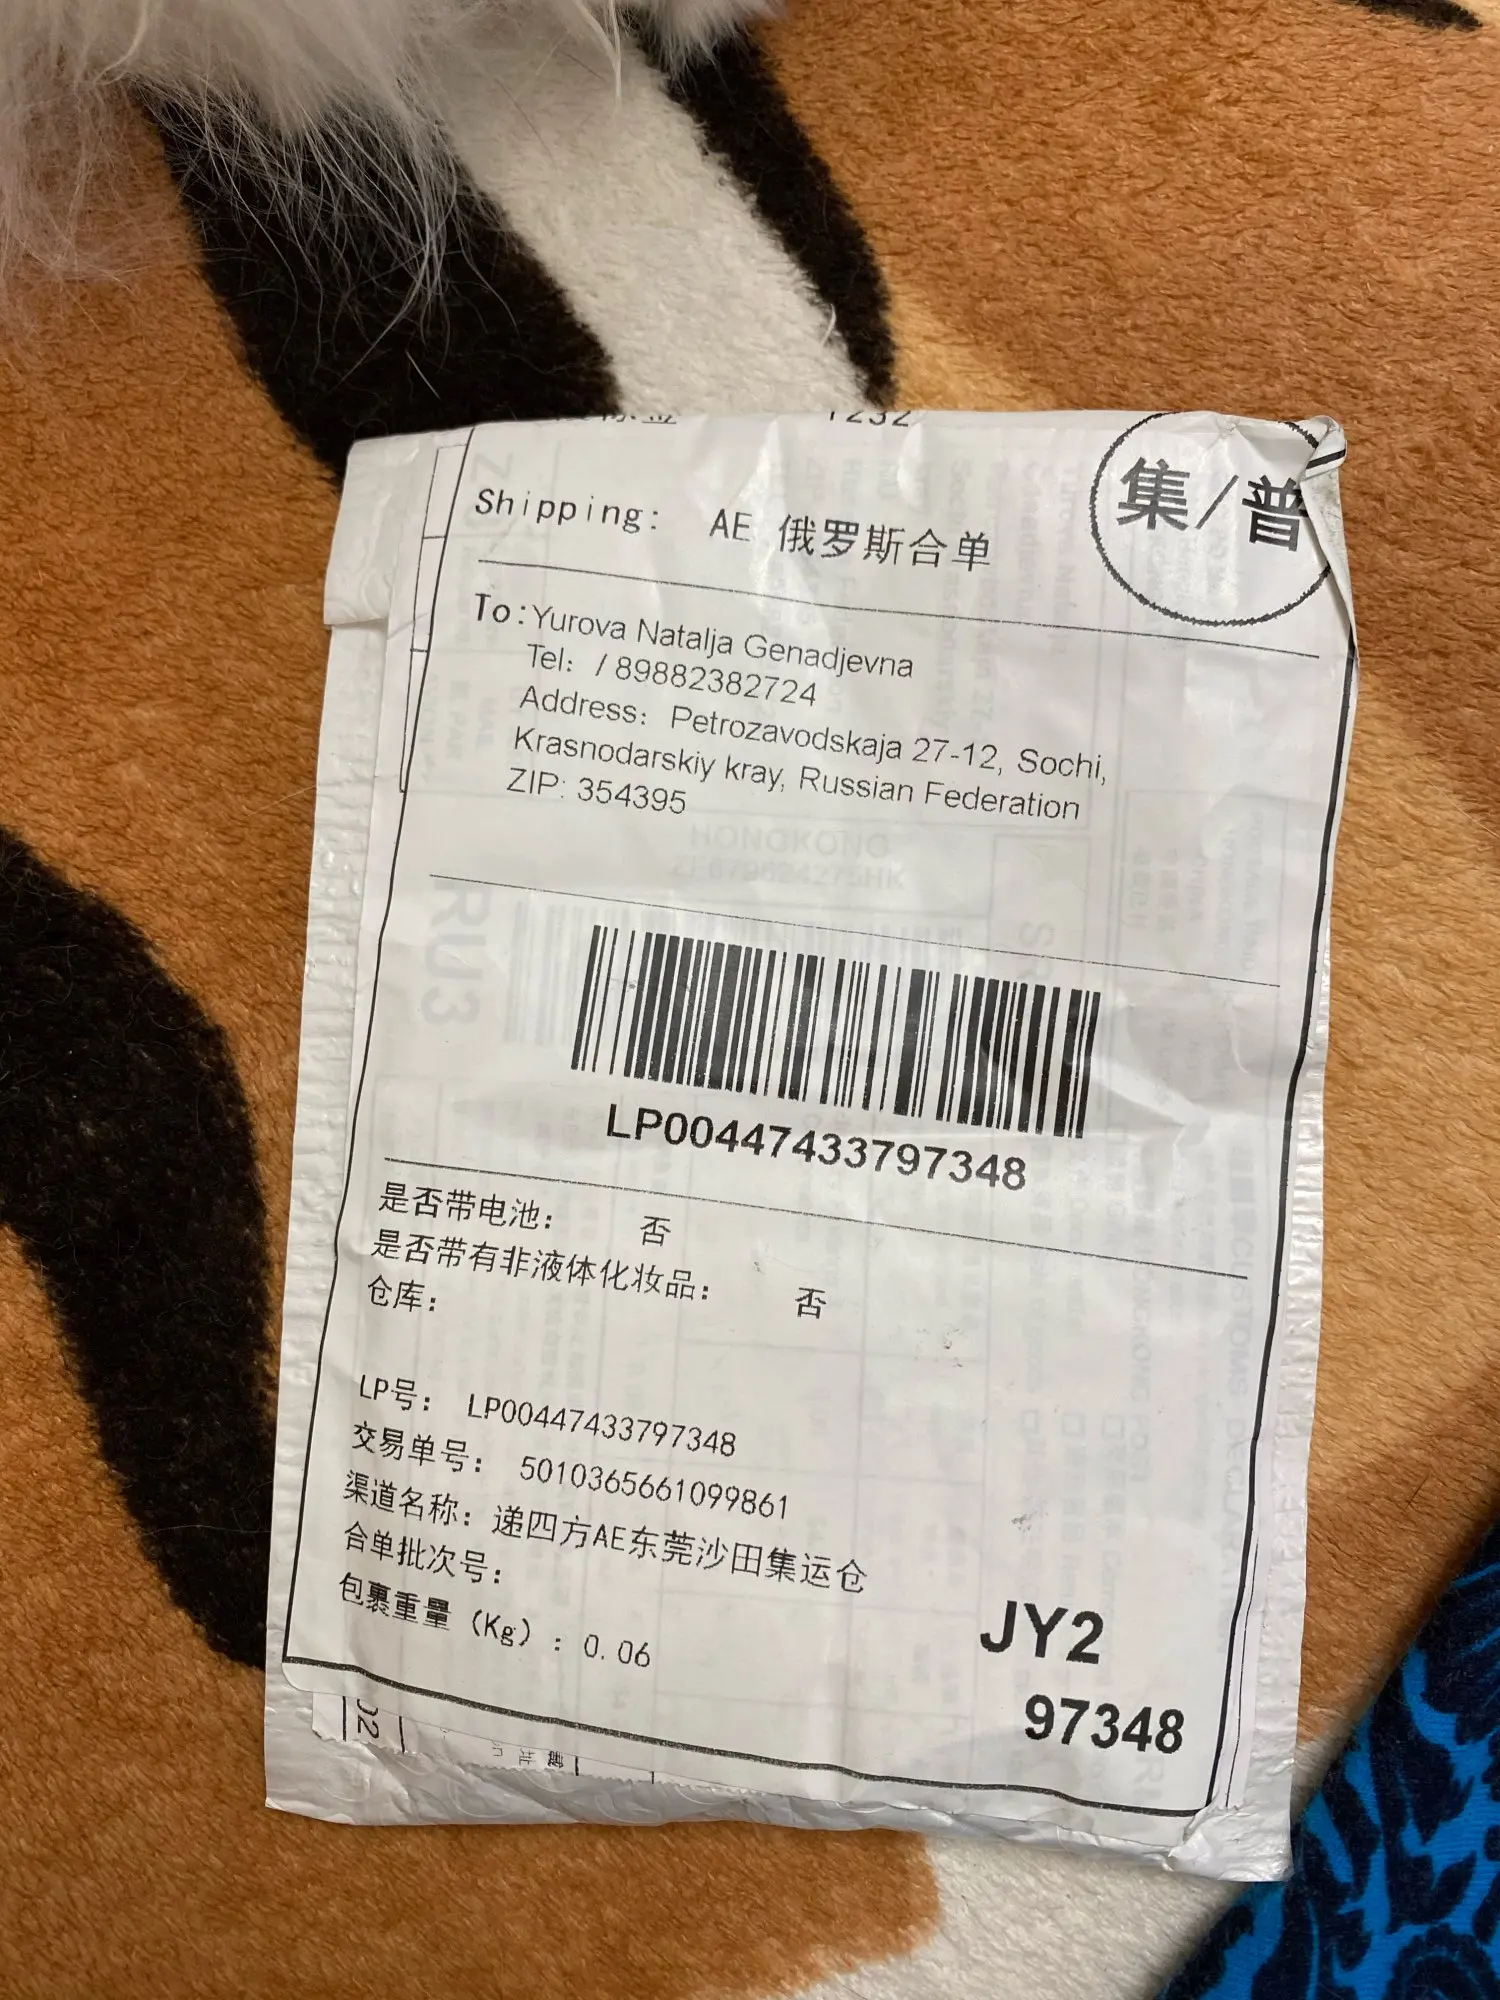 1232
集/普
Shipping: AE 俄罗斯合单
To:Yurova Natalja Genadjevna
Tel: / 89882382724
Address: Petrozavodskaja 27-12, Sochi,
Krasnodarskiy kray, Russian Federation
ZIP: 354395
HONGKONG
RU3
LP00447433797348
是否带电池: 否
是否带有非液体化妆品: 否
仓库:
LP号: LP00447433797348
交易单号: 5010365661099861
渠道名称: 递四方AE东莞沙田集运仓
合单批次号:
包裹重量 (Kg) : 0.06
JY2
97348